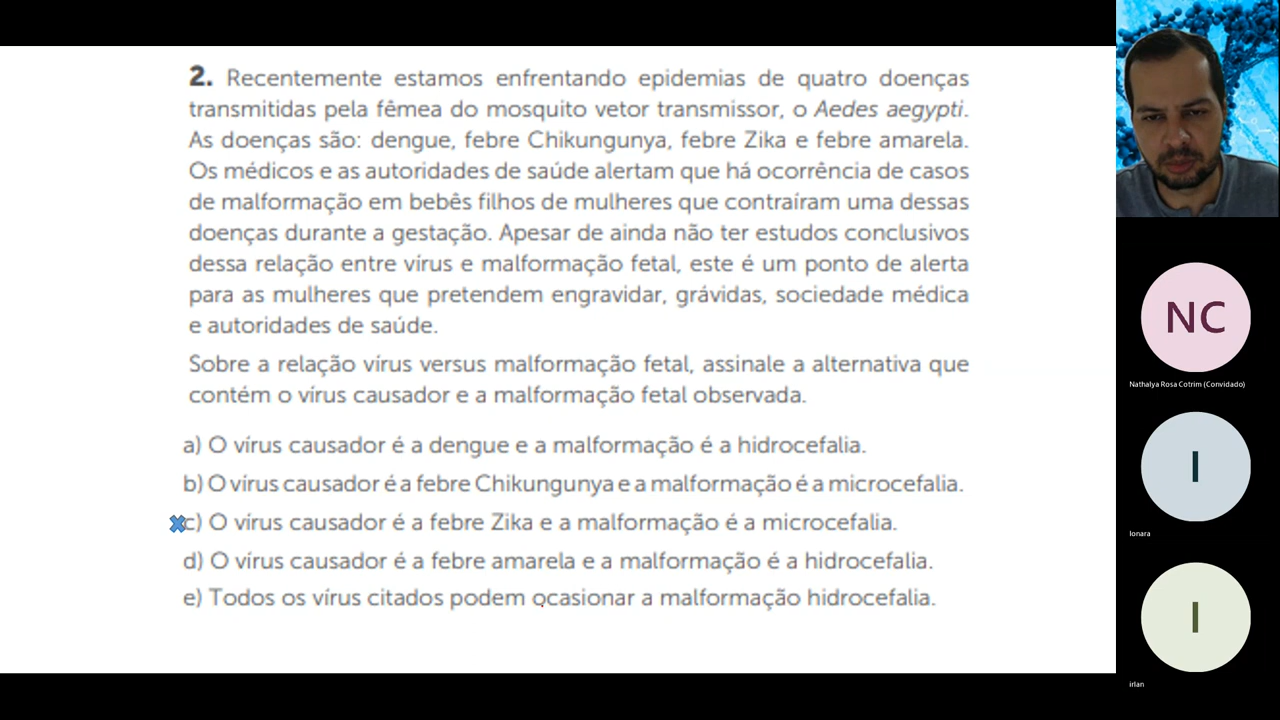 2. Recentemente estamos enfrentando epidemias de quatro doenças
transmitidas pela fêmea do mosquito vetor transmissor, o Aedes aegypti.
As doenças são: dengue, febre Chikungunya, febre Zika e febre amarela.
Os médicos e as autoridades de saúde alertam que há ocorrência de casos
de malformação em bebês filhos de mulheres que contraíram uma dessas
doenças durante a gestação. Apesar de ainda não ter estudos conclusivos
dessa relação entre vírus e malformação fetal, este é um ponto de alerta
para as mulheres que pretendem engravidar, grávidas, sociedade médica
e autoridades de saúde.
Sobre a relação vírus versus malformação fetal, assinale a alternativa que
contém o vírus causador e a malformação fetal observada.
a) O vírus causador é a dengue e a malformação é a hidrocefalia.
b) O vírus causador é a febre Chikungunya e a malformação é a microcefalia.
c) O vírus causador é a febre Zika e a malformação é a microcefalia.
d) O vírus causador é a febre amarela e a malformação é a hidrocefalia.
e) Todos os vírus citados podem ocasionar a malformação hidrocefalia.
NC
Nathalya Rosa Cotrim (Convidado)
I
Ionara
I
irlan